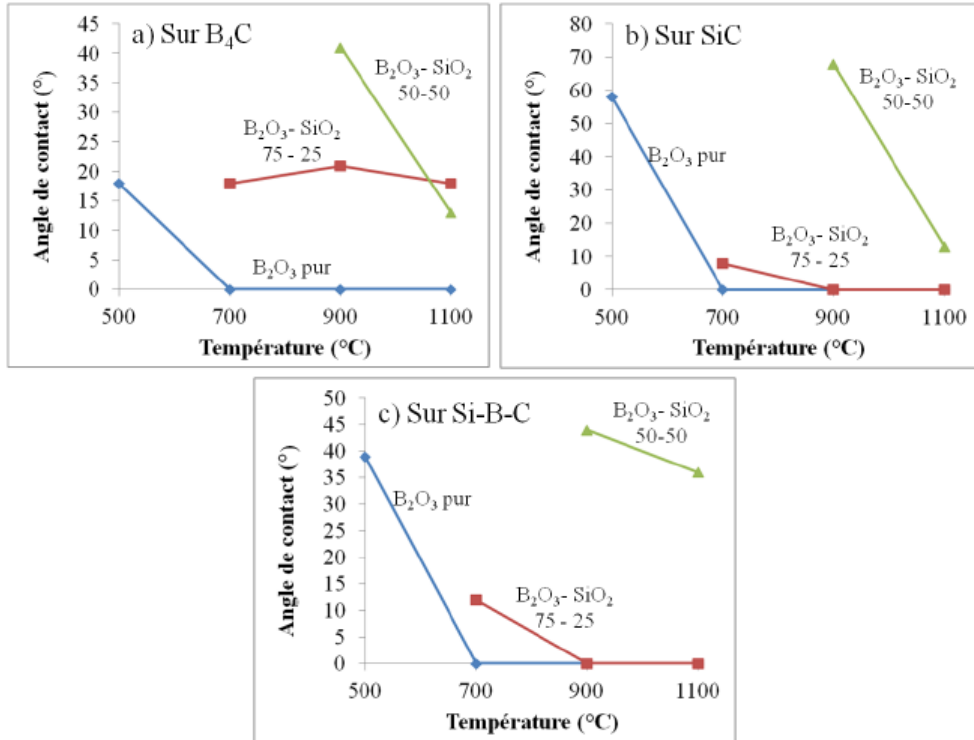 a) Sur B₄C
45
40
35
30
25
20
15
10
5
0
Angle de contact (°)
B₂O₃- SiO₂
50-50
B₂O₃- SiO₂
75 - 25
B₂O₃ pur
500 700 900 1100
Température (°C)
b) Sur SiC
80
70
60
50
40
30
20
10
0
Angle de contact (°)
B₂O₃- SiO₂
50-50
B₂O₃ pur
B₂O₃- SiO₂
75 - 25
500 700 900 1100
Température (°C)
c) Sur Si-B-C
50
45
40
35
30
25
20
15
10
5
0
Angle de contact (°)
B₂O₃- SiO₂
50-50
B₂O₃ pur
B₂O₃- SiO₂
75 - 25
500 700 900 1100
Température (°C)